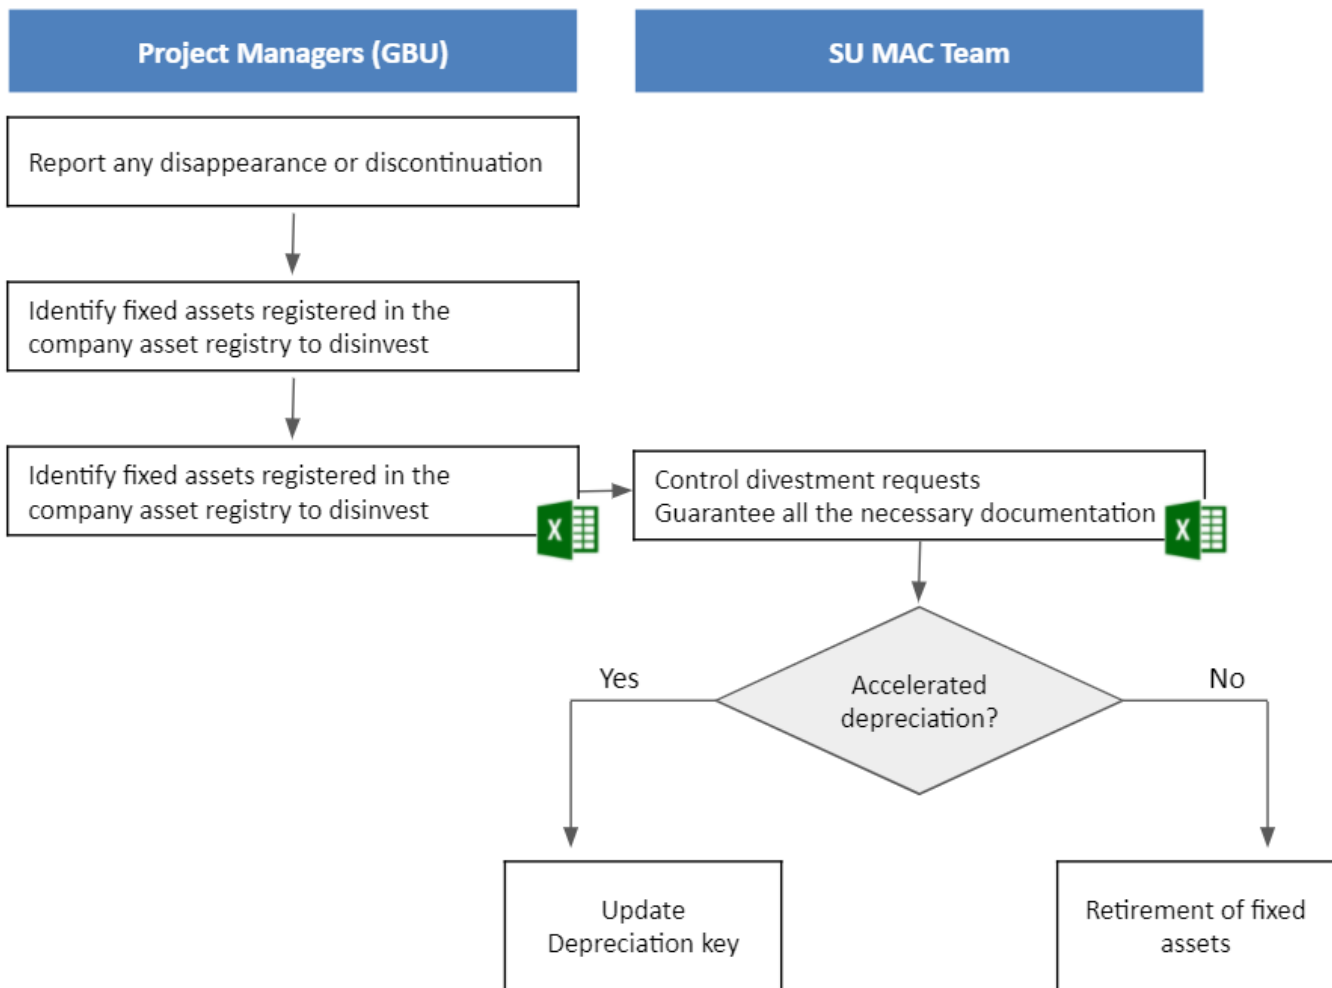 Project Managers (GBU)
SU MAC Team
Report any disappearance or discontinuation
Identify fixed assets registered in the
company asset registry to disinvest
Identify fixed assets registered in the
company asset registry to disinvest
X
Control divestment requests
Guarantee all the necessary documentation
X
Accelerated
depreciation?
Yes
No
Update
Depreciation key
Retirement of fixed
assets